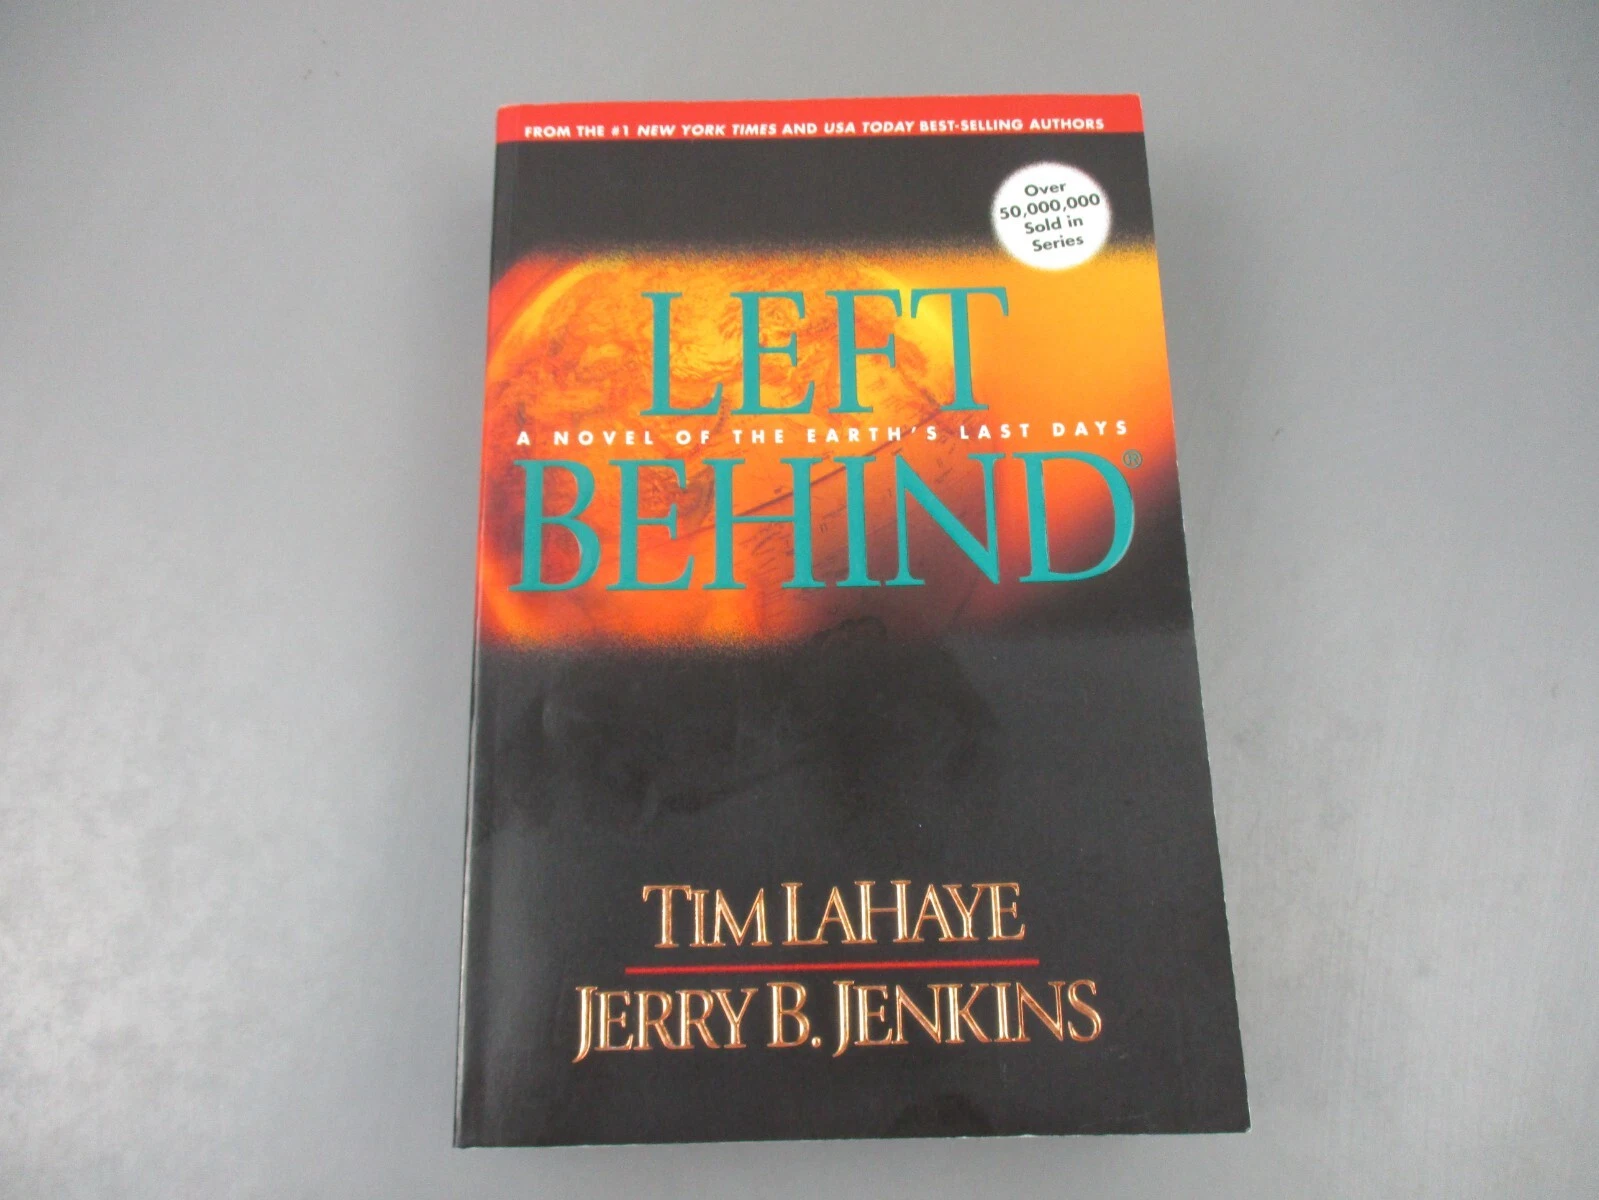 FROM THE #1 NEW YORK TIMES AND USA TODAY BEST-SELLING AUTHORS
Over
50,000,000
Sold in
Series
LEFT
A NOVEL OF THE EARTH'S LAST DAYS
BEHIND®
TIM LAHAYE
JERRY B. JENKINS